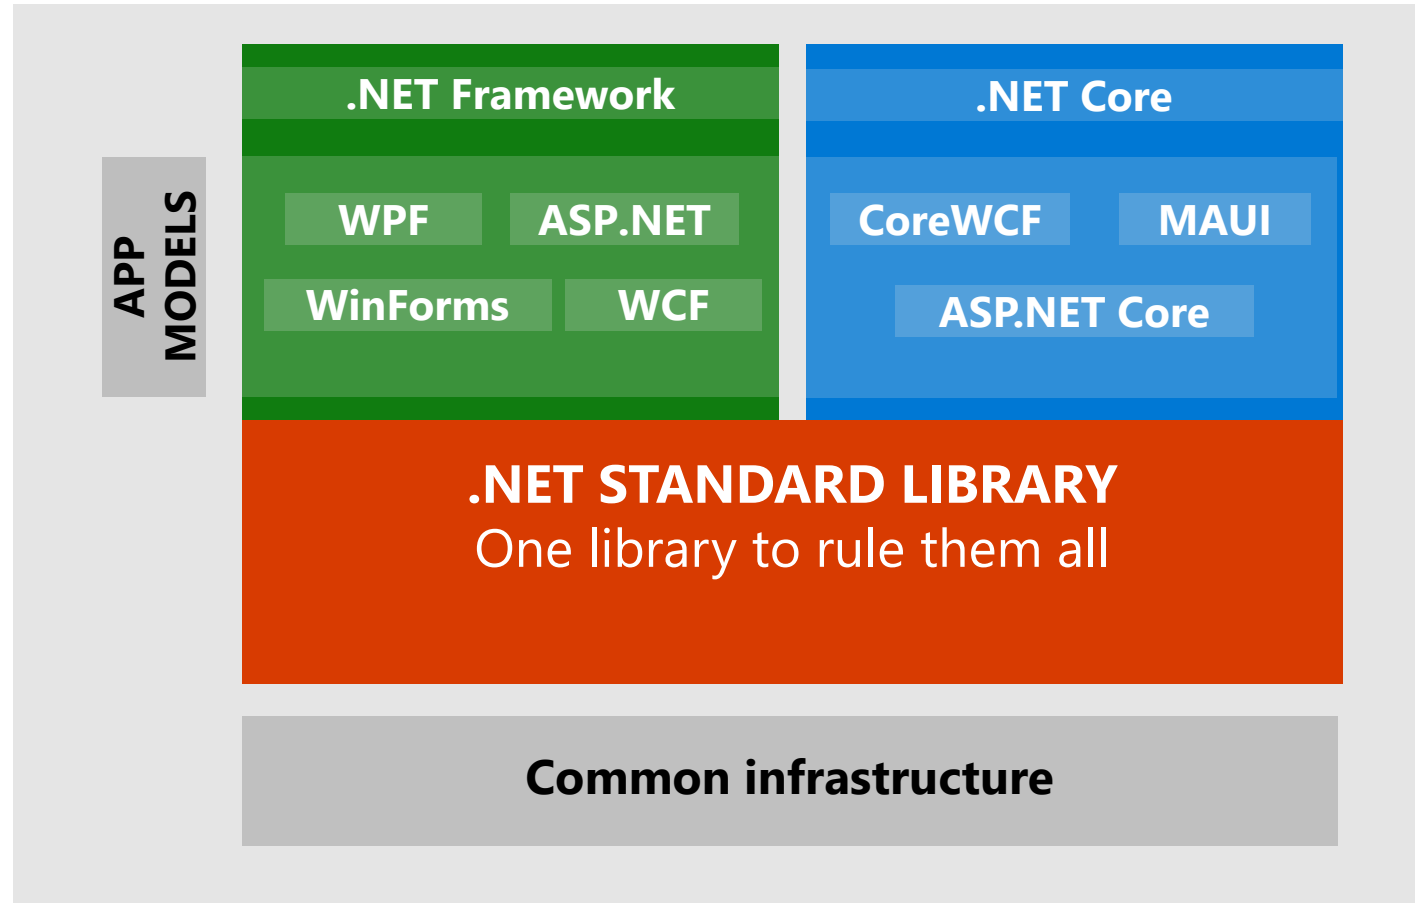 .NET Framework
.NET Core
APP
MODELS
WPF
ASP.NET
WinForms
WCF
CoreWCF
MAUI
ASP.NET Core
.NET STANDARD LIBRARY
One library to rule them all
Common infrastructure